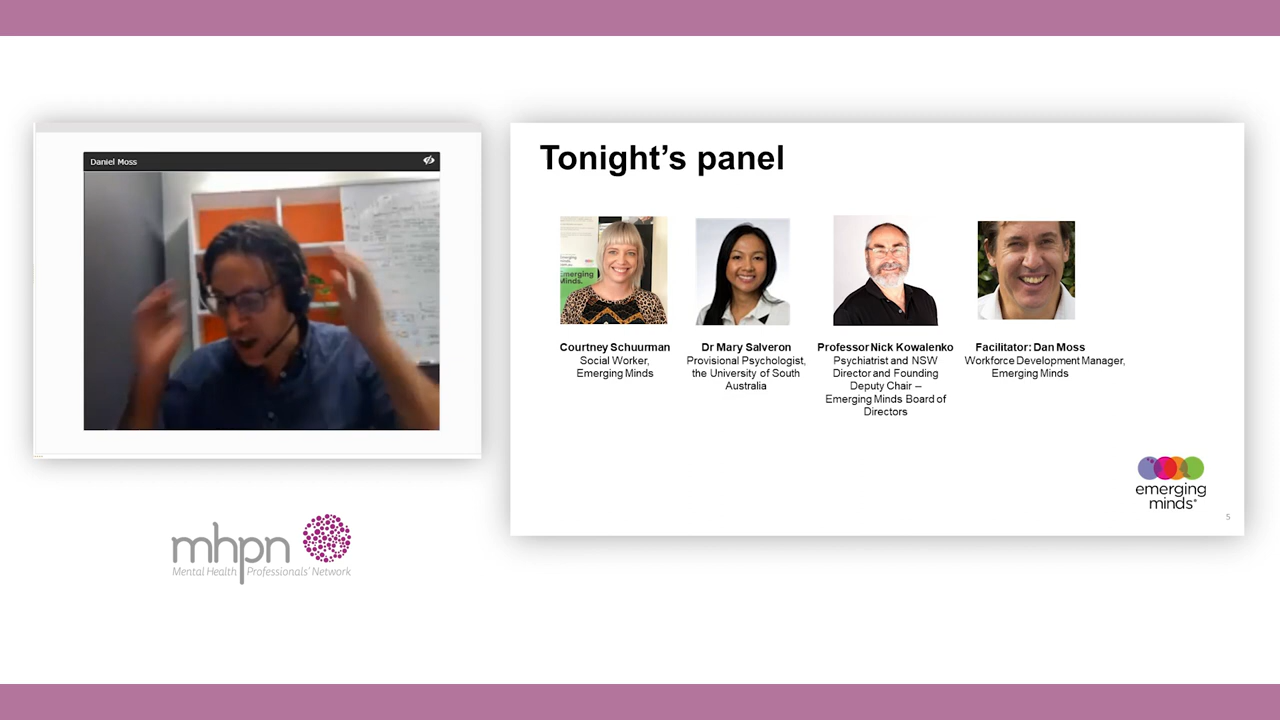 Daniel Moss
Tonight's panel
Emerging
Minds.
Courtney Schuurman
Social Worker,
Emerging Minds
Dr Mary Salveron
Provisional Psychologist,
the University of South
Australia
Professor Nick Kowalenko
Psychiatrist and NSW
Director and Founding
Deputy Chair –
Emerging Minds Board of
Directors
Facilitator: Dan Moss
Workforce Development Manager,
Emerging Minds
emerging
minds
5
mhpn
Mental Health Professionals' Network